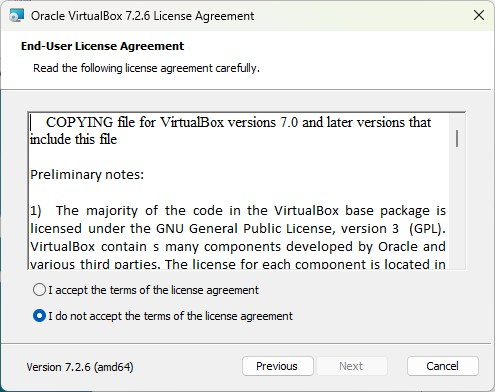 Oracle VirtualBox 7.2.6 License Agreement
End-User License Agreement
Read the following license agreement carefully.
COPYING file for VirtualBox versions 7.0 and later versions that
include this file
Preliminary notes:
1) The majority of the code in the VirtualBox base package is
licensed under the GNU General Public License, version 3 (GPL).
VirtualBox contain s many components developed by Oracle and
various third parties. The license for each component is located in
I accept the terms of the license agreement
I do not accept the terms of the license agreement
Version 7.2.6 (amd64)
Previous
Next
Cancel